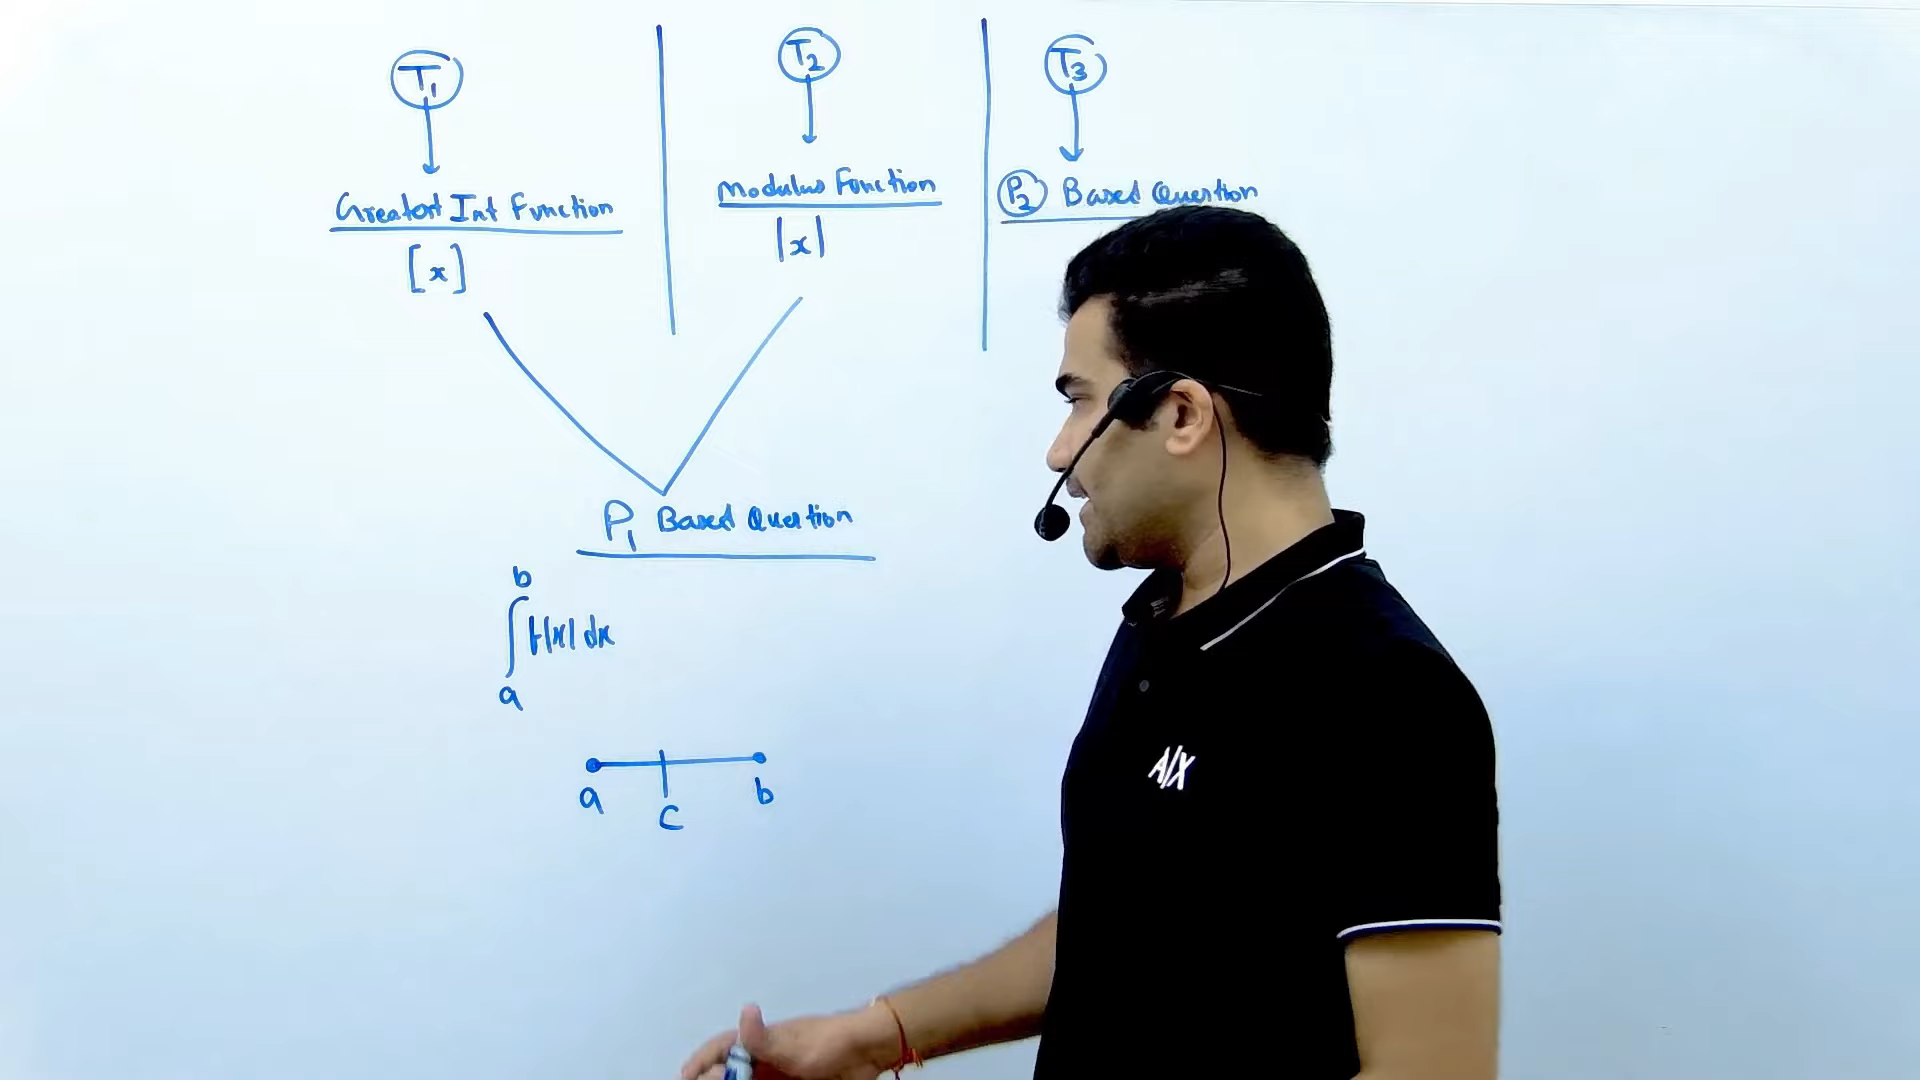 T1
Greatest Int Function
[x]
T2
Modulus Function
|x|
T3
P2 Based Question
P1 Based Question
b
∫ f(x) dx
a
a
c
b
A/X